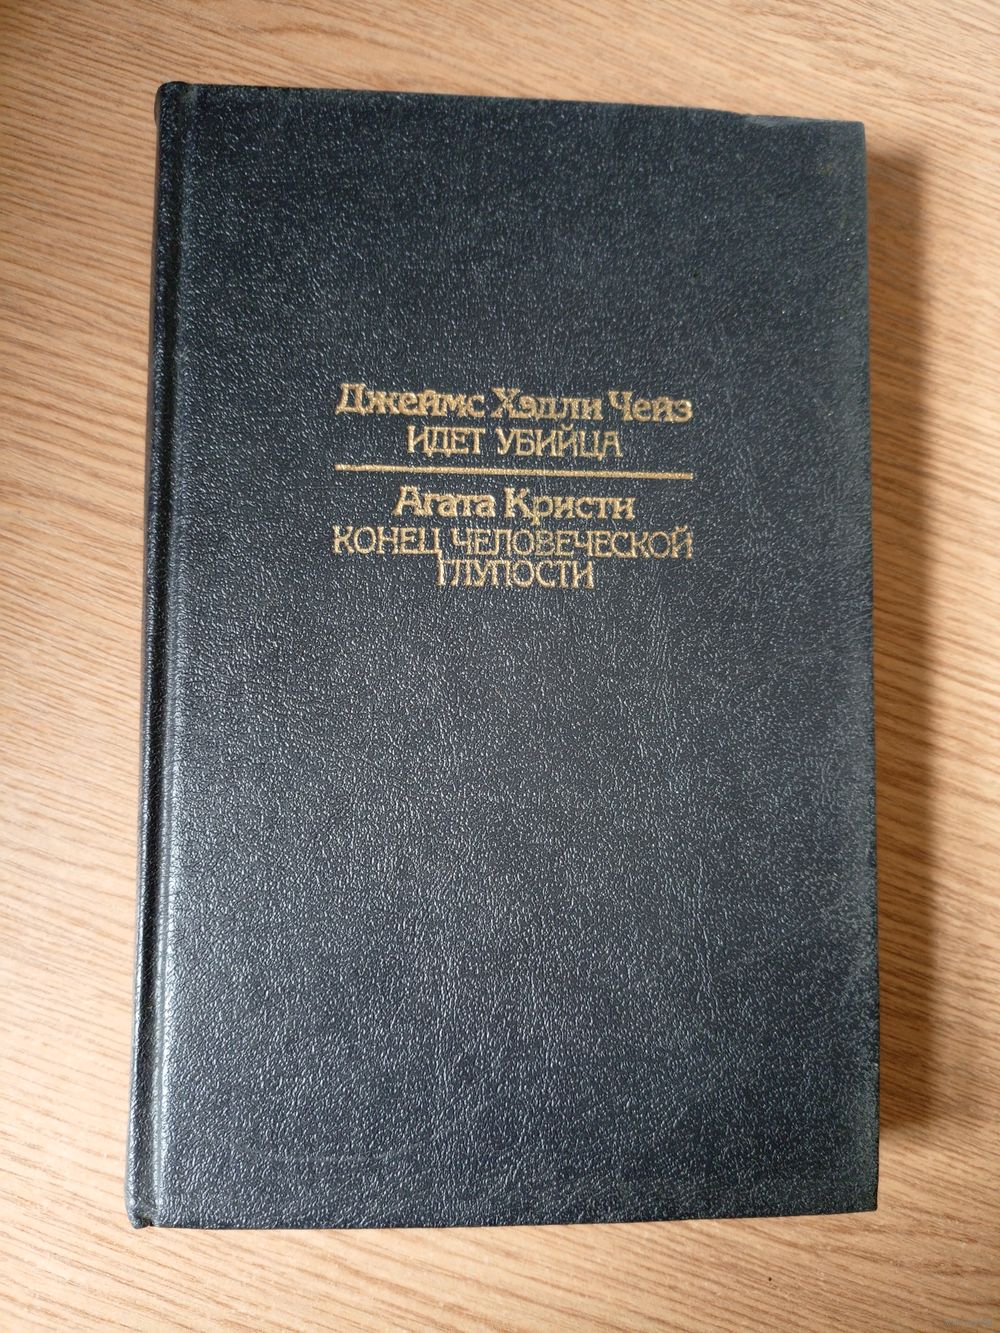 Джеймс Хэдли Чейз
ИДЕТ УБИЙЦА
Агата Кристи
КОНЕЦ ЧЕЛОВЕЧЕСКОЙ
ГЛУПОСТИ